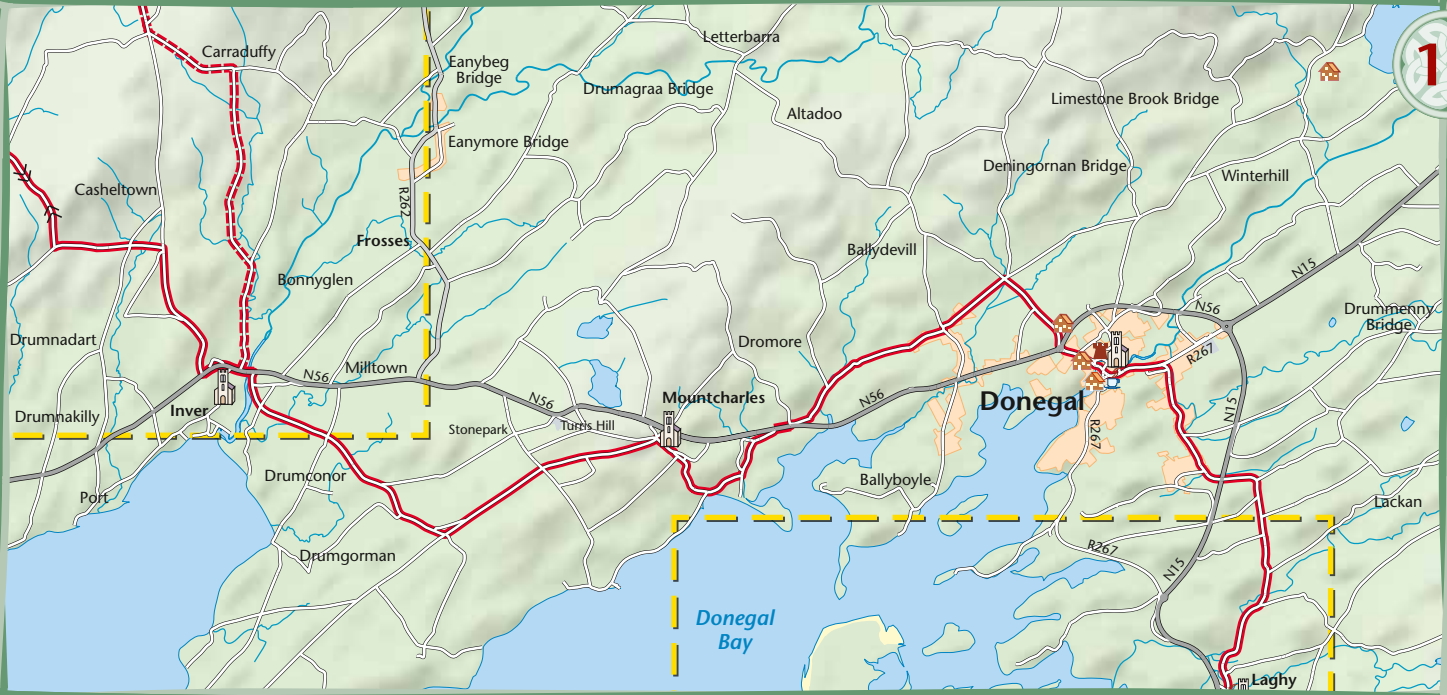 Carraduffy
Letterbarra
1
Eanybeg
Bridge
Drumagraa Bridge
Altadoo
Limestone Brook Bridge
Eanymore Bridge
Deningornan Bridge
Winterhill
Casheltown
R262
Frosses
Ballydevill
Bonnyglen
N15
N56
Drummenny
Bridge
Drumnadart
Dromore
R267
Milltown
N56
N56
N56
Mountcharles
Donegal
Inver
Drumnakilly
Stonepark
Turris Hill
R267
N15
Drumconor
Ballyboyle
Port
Lackan
Drumgorman
R267
N15
Donegal
Bay
Laghy